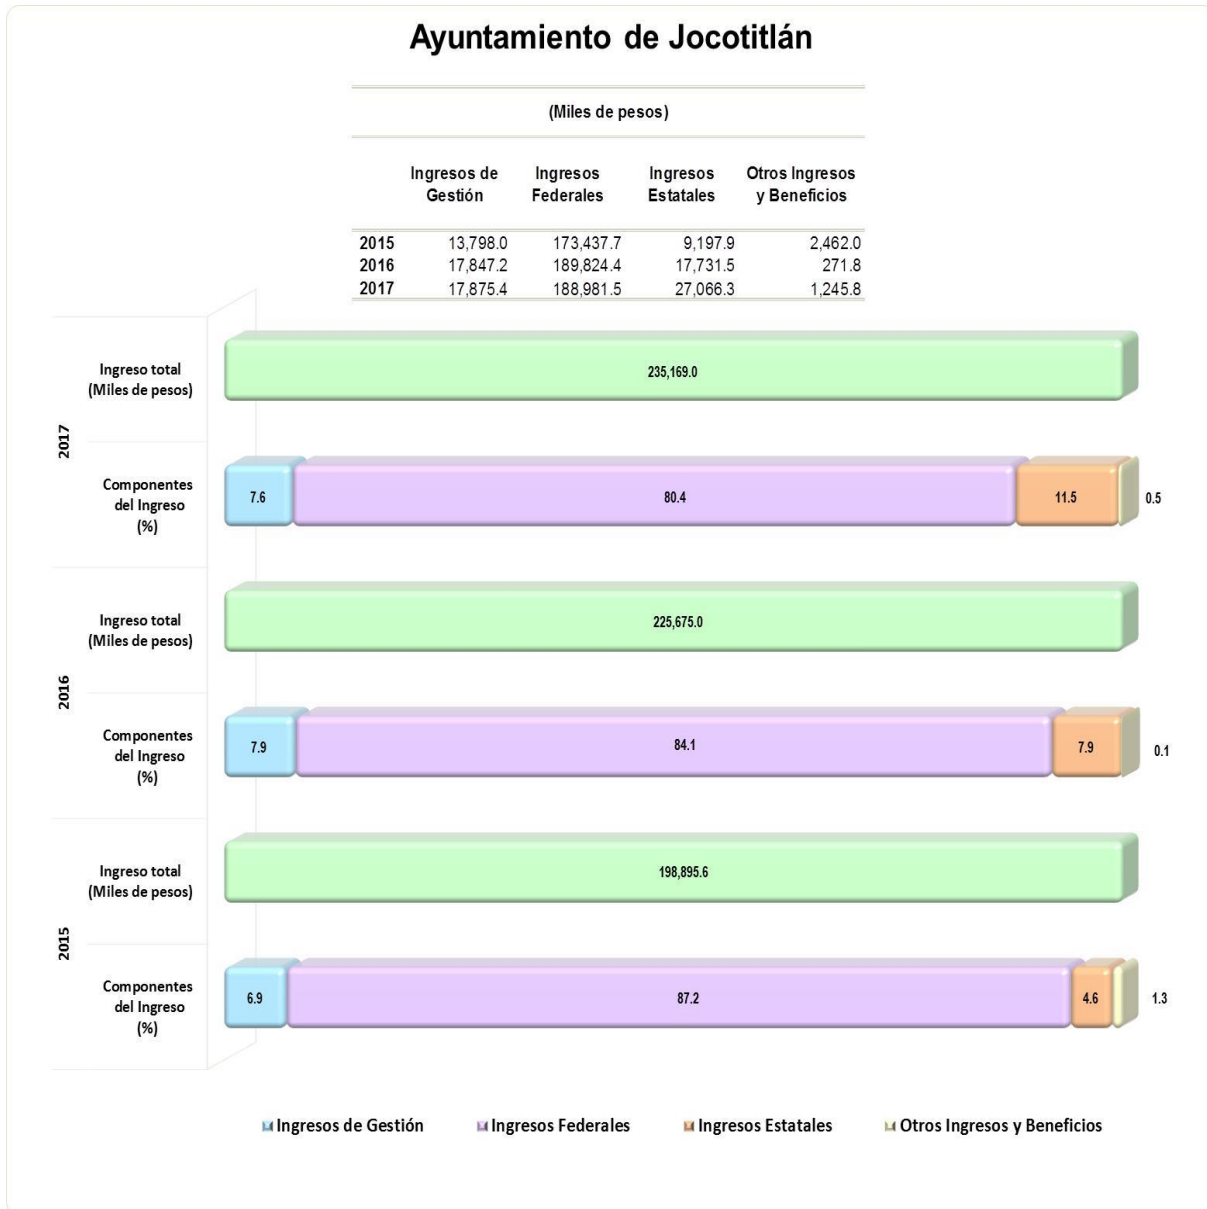 Ayuntamiento de Jocotitlán
(Miles de pesos)
Ingresos de Gestión Ingresos Federales Ingresos Estatales Otros Ingresos y Beneficios
2015 13,798.0 173,437.7 9,197.9 2,462.0
2016 17,847.2 189,824.4 17,731.5 271.8
2017 17,875.4 188,981.5 27,066.3 1,245.8
2017
Ingreso total
(Miles de pesos)
235,169.0
Componentes
del Ingreso
(%)
7.6 80.4 11.5 0.5
2016
Ingreso total
(Miles de pesos)
225,675.0
Componentes
del Ingreso
(%)
7.9 84.1 7.9 0.1
2015
Ingreso total
(Miles de pesos)
198,895.6
Componentes
del Ingreso
(%)
6.9 87.2 4.6 1.3
Ingresos de Gestión Ingresos Federales Ingresos Estatales Otros Ingresos y Beneficios